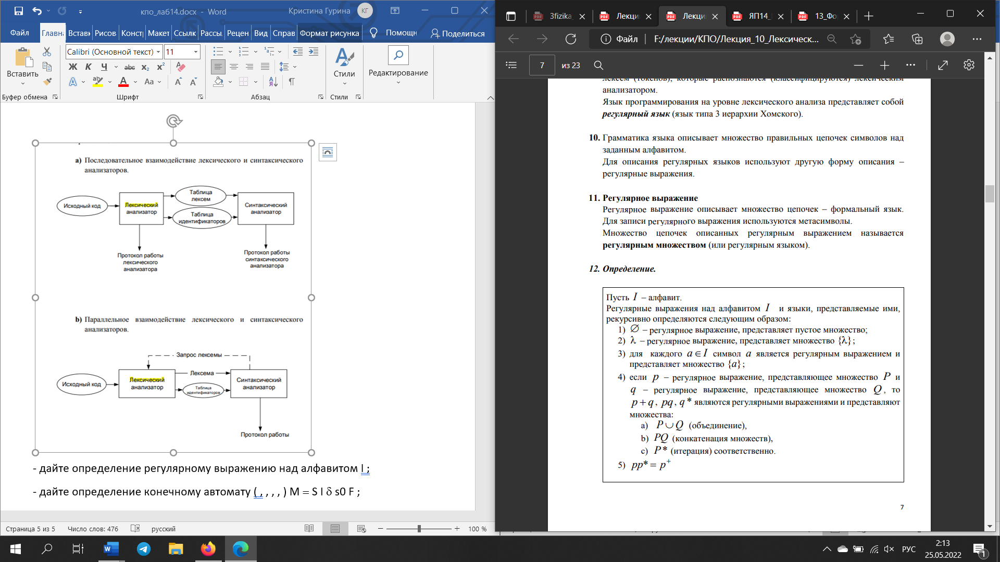 кпо_лаб14.docx - Word
Кристина Гурина
КГ
Файл
Главна
Встави
Рисов
Конст
Макет
Ссылк
Рассы.
Рецен
Вид
Справ
Формат рисунка
Помощн
Поделиться
Вставить
Calibri (Основной текст)
11
Ж К Ч abc x₂ x²
Aa
Стили
Редактирование
Буфер обмена
Шрифт
Абзац
Стили
a) Последовательное взаимодействие лексического и синтаксического
анализаторов.
Исходный код
Лексический
анализатор
Таблица
лексем
Таблица
идентификаторов
Синтаксический
анализатор
Протокол работы
лексического
анализатора
Протокол работы
синтаксического
анализатора
b) Параллельное взаимодействие лексического и синтаксического
анализаторов.
Запрос лексемы
Исходный код
Лексический
анализатор
Лексема
Таблица
идентификаторов
Синтаксический
анализатор
Протокол работы
- дайте определение регулярному выражению над алфавитом I ;
- дайте определение конечному автомату ( , , , , ) M = S I δ s0 F ;
Страница 5 из 5
Число слов: 476
русский
100 %
3fizika_
Лекци
Лекци
ЯП14_
13_Фо
Файл
F:/лекции/КПО/Лекция_10_Лексическ...
7
из 23
лексем (токенов), которые распознаются (классифицируются) лексическим
анализатором.
Язык программирования на уровне лексического анализа представляет собой
регулярный язык (язык типа 3 иерархии Хомского).
10. Грамматика языка описывает множество правильных цепочек символов над
заданным алфавитом.
Для описания регулярных языков используют другую форму описания –
регулярные выражения.
11. Регулярное выражение
Регулярное выражение описывает множество цепочек – формальный язык.
Для записи регулярного выражения используются метасимволы.
Множество цепочек описанных регулярным выражением называется
регулярным множеством (или регулярным языком).
12. Определение.
Пусть I – алфавит.
Регулярные выражения над алфавитом I и языки, представляемые ими,
рекурсивно определяются следующим образом:
1) ∅ – регулярное выражение, представляет пустое множество;
2) λ – регулярное выражение, представляет множество {λ};
3) для каждого a∈I символ a является регулярным выражением и
представляет множество {a};
4) если p – регулярное выражение, представляющее множество P и
q – регулярное выражение, представляющее множество Q, то
p+q, pq, q* являются регулярными выражениями и представляют
множества:
a) P∪Q (объединение),
b) PQ (конкатенация множеств),
c) P* (итерация) соответственно.
5) pp* = p⁺
7
РУС
2:13
25.05.2022
1